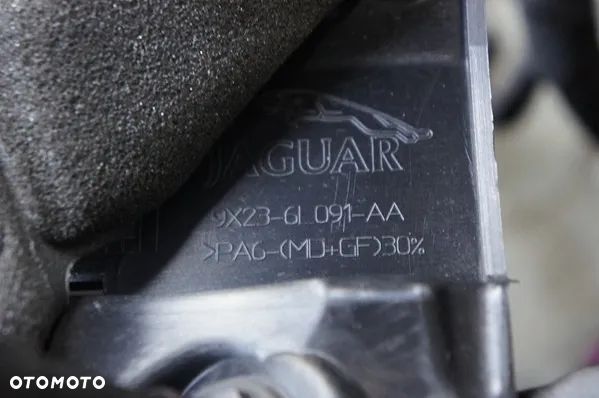 JAGUAR
9X23-6L091-AA
>PA6-(MD+GF)30%
OTOMOTO